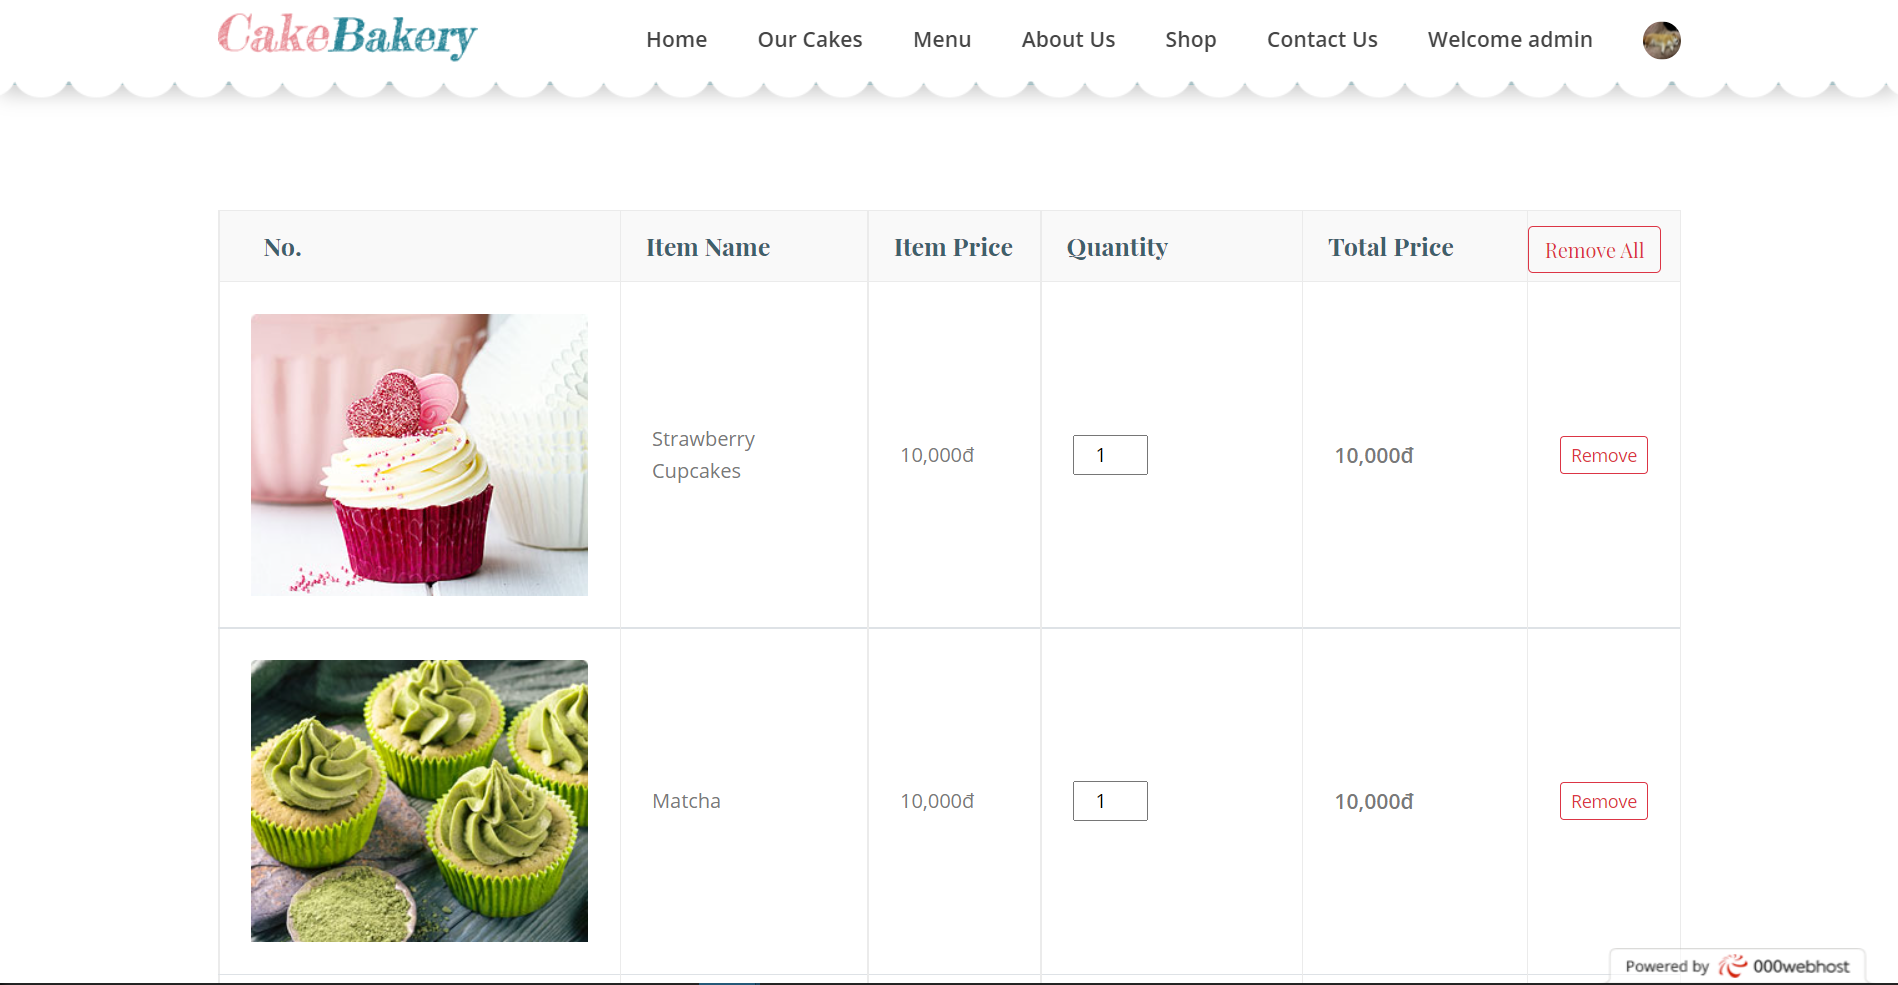 CakeBakery
Home Our Cakes Menu About Us Shop Contact Us Welcome admin
No. Item Name Item Price Quantity Total Price Remove All
Strawberry
Cupcakes
10,000đ 1 10,000đ Remove
Matcha 10,000đ 1 10,000đ Remove
Powered by 000webhost